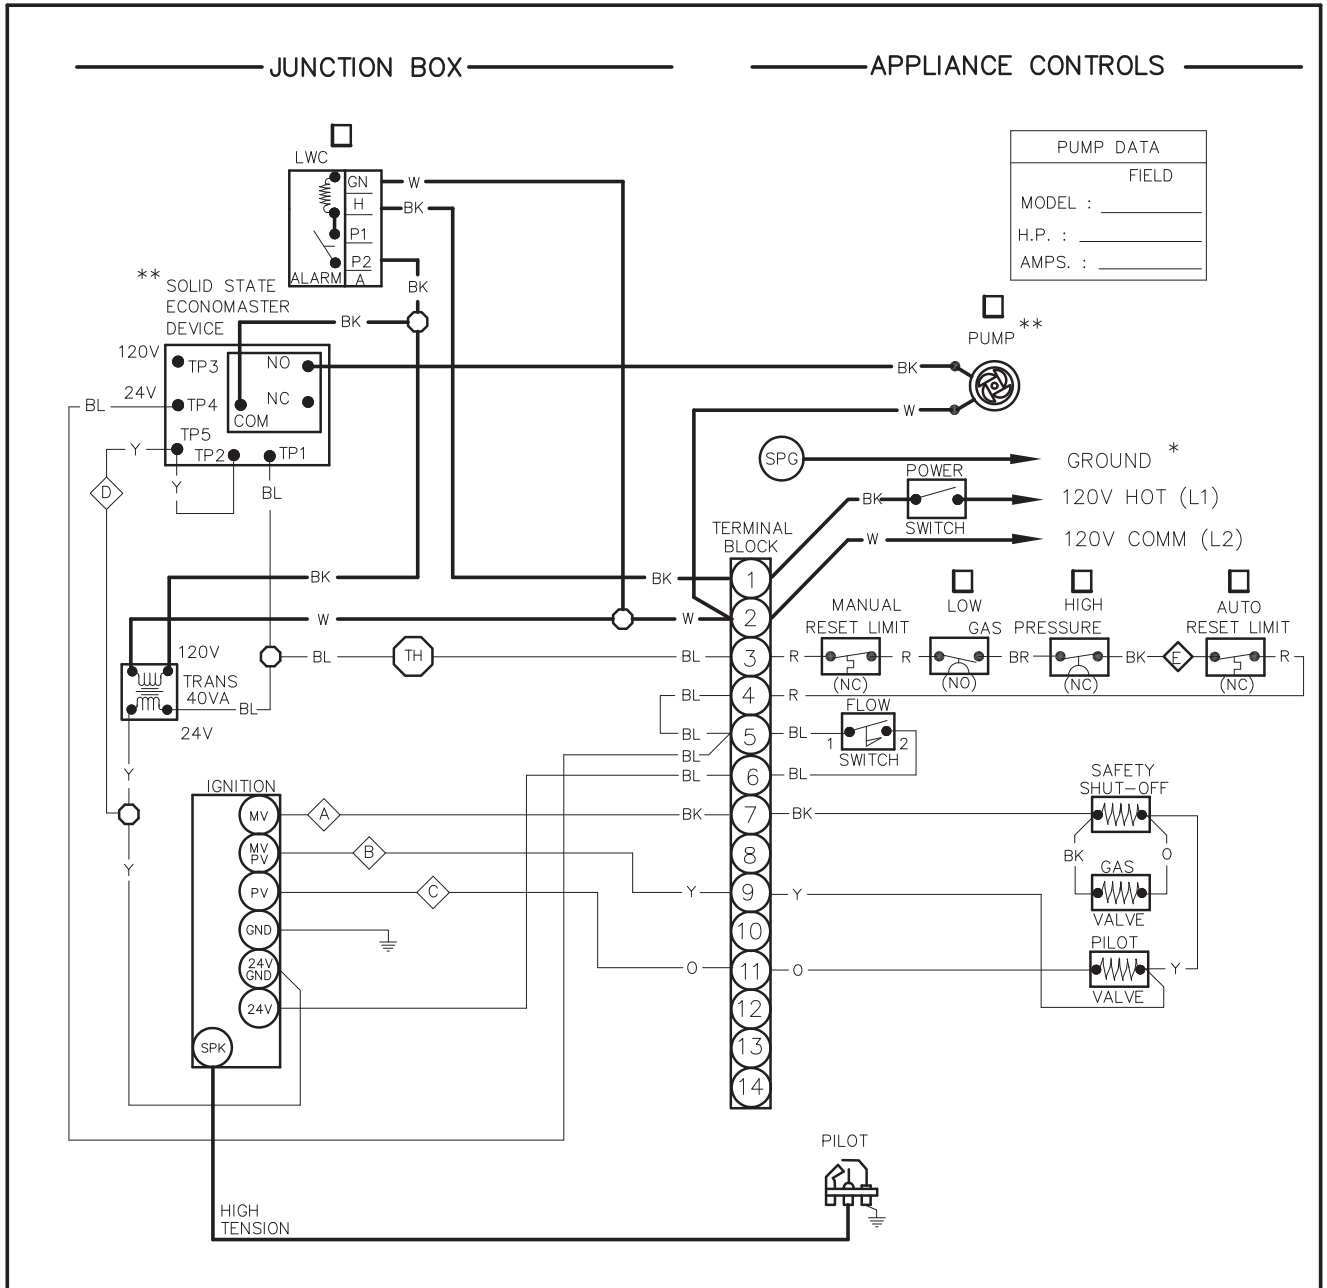 JUNCTION BOX
APPLIANCE CONTROLS
LWC
GN
W
H
BK
P1
P2
ALARM
A
BK
PUMP DATA
FIELD
MODEL :
H.P. :
AMPS. :
**
SOLID STATE
ECONOMASTER
DEVICE
BK
PUMP **
120V
TP3
NO
BK
24V
BL
TP4
NC
COM
W
TP5
Y
TP2
TP1
D
Y
BL
SPG
GROUND *
POWER
BK
120V HOT (L1)
SWITCH
TERMINAL
BLOCK
W
120V COMM (L2)
BK
BK
1
W
W
2
MANUAL
RESET LIMIT
LOW
HIGH
GAS PRESSURE
AUTO
RESET LIMIT
120V
BL
TH
BL
3
R
R
BR
BK
E
R
(NC)
(NO)
(NC)
(NC)
TRANS
40VA
BL
24V
BL
4
R
FLOW
BL
5
BL
1
2
SWITCH
BL
BL
6
BL
Y
IGNITION
SAFETY
SHUT-OFF
MV
A
BK
7
BK
MV
PV
B
8
BK
O
Y
GAS
PV
C
Y
9
Y
VALVE
GND
10
PILOT
24V
GND
O
11
O
Y
VALVE
24V
12
SPK
13
14
PILOT
HIGH
TENSION